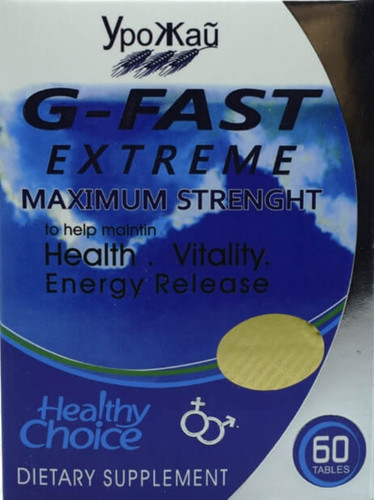 УроЖай
G-FAST
EXTREME
MAXIMUM STRENGHT
to help maintin
Health . Vitality.
Energy Release
Healthy
Choice
60
TABLES
DIETARY SUPPLEMENT